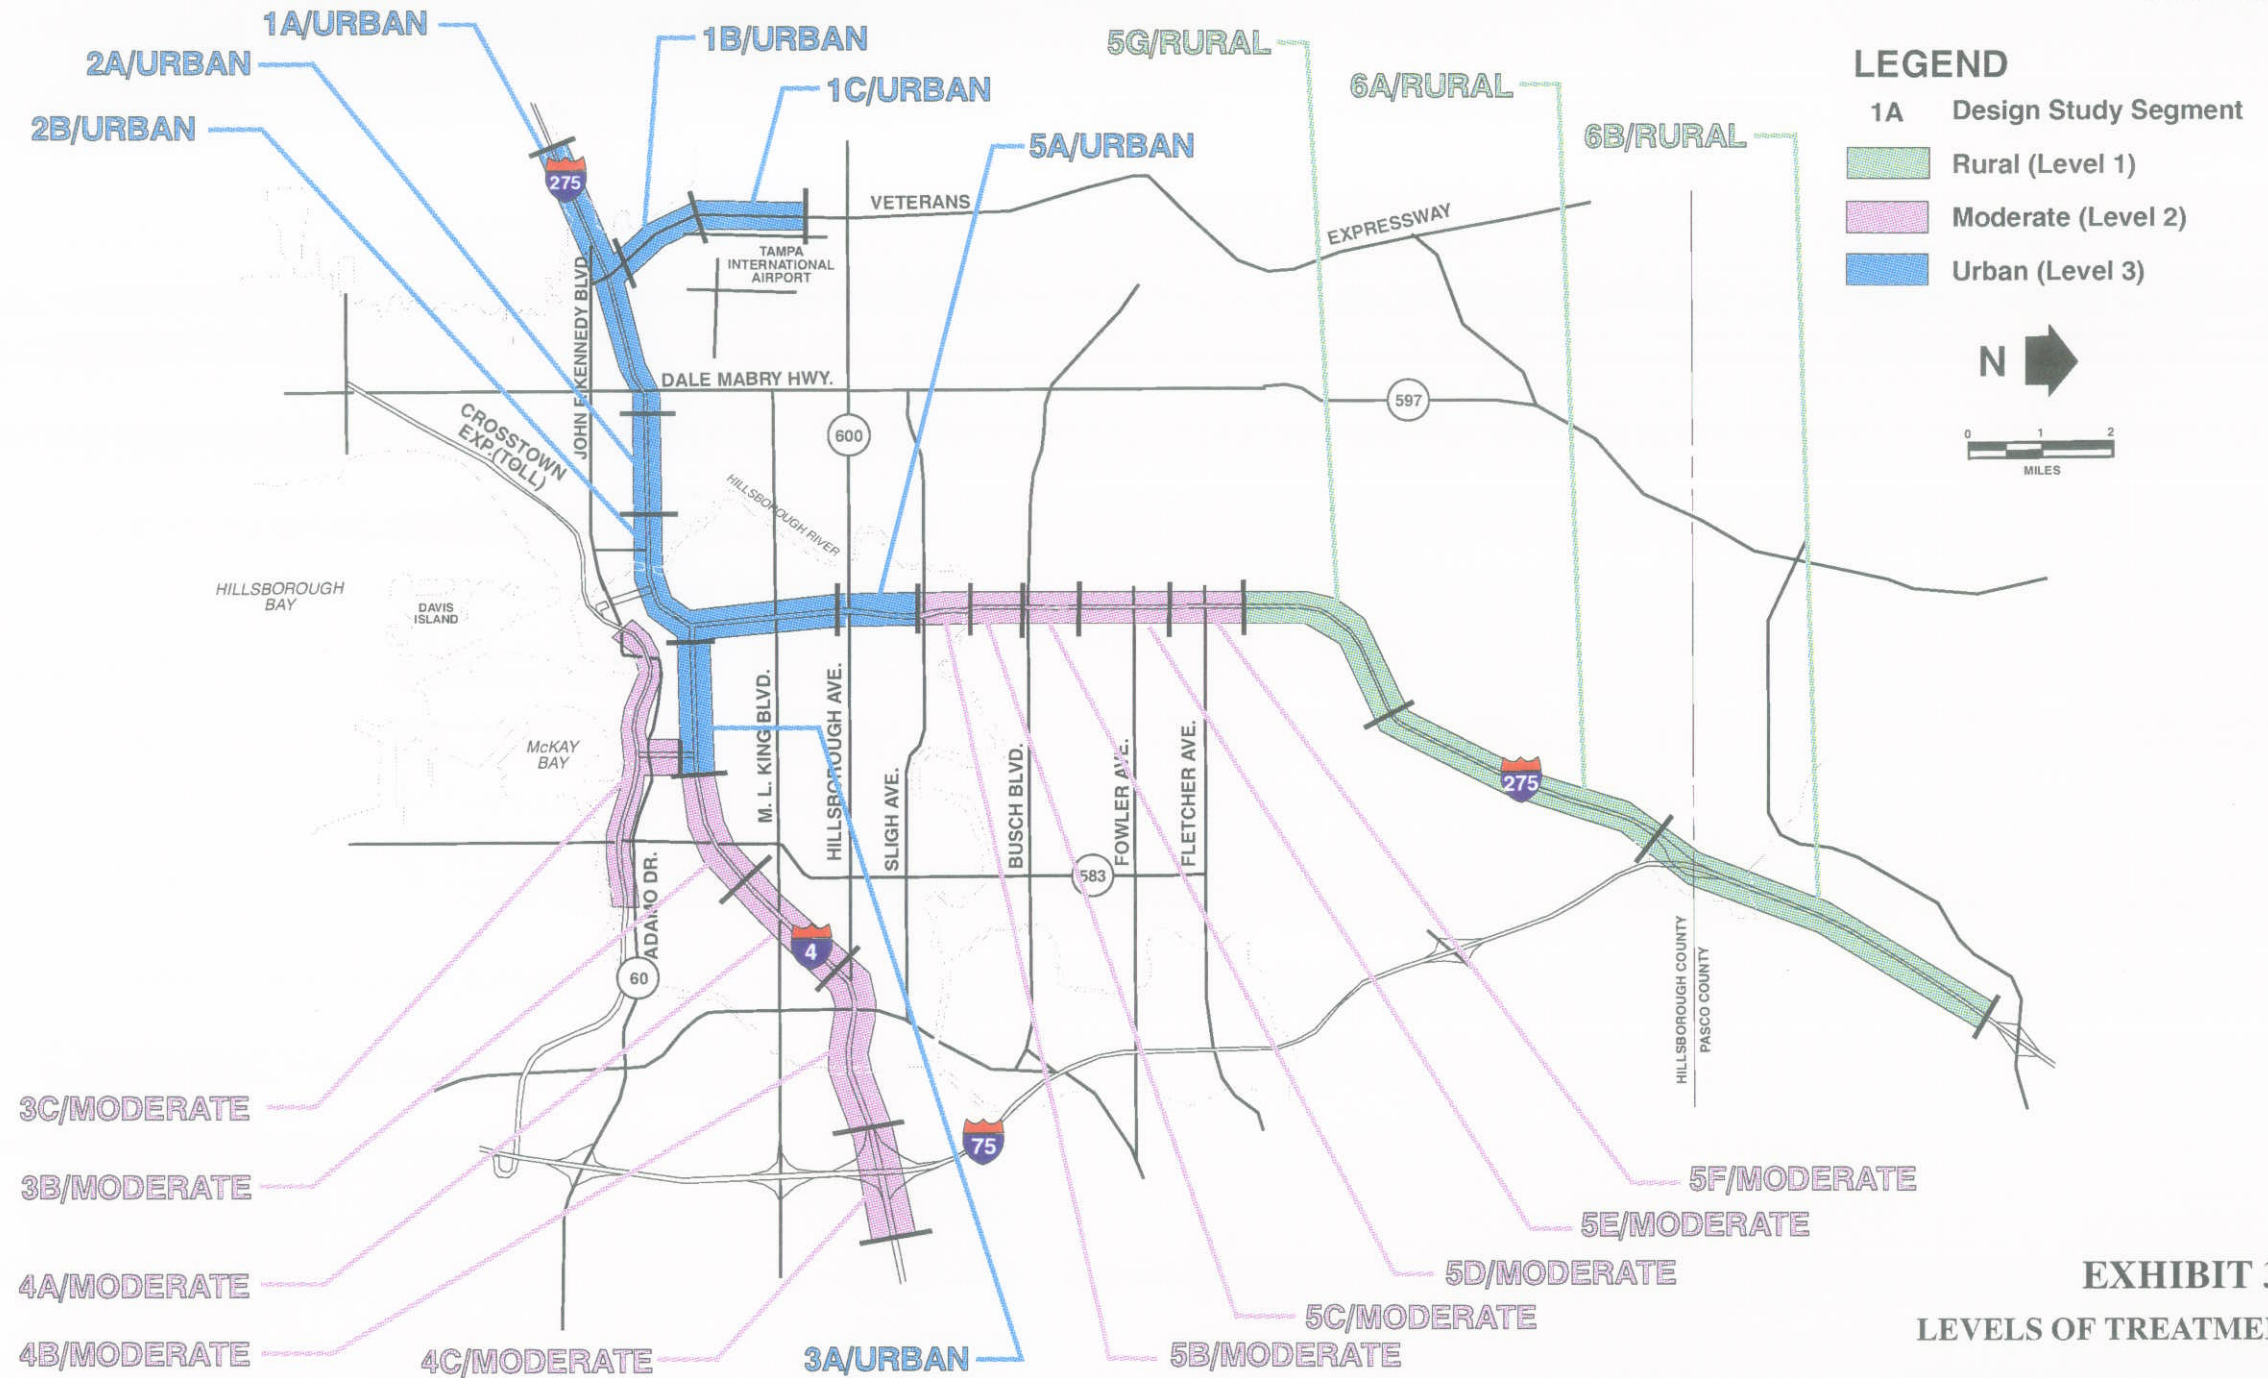 1A/URBAN
2A/URBAN
2B/URBAN
1B/URBAN
1C/URBAN
5A/URBAN
5G/RURAL
6A/RURAL
6B/RURAL
LEGEND
1A Design Study Segment
Rural (Level 1)
Moderate (Level 2)
Urban (Level 3)
N
0 1 2
MILES
275
VETERANS
EXPRESSWAY
TAMPA
INTERNATIONAL
AIRPORT
JOHN F. KENNEDY BLVD.
DALE MABRY HWY.
597
600
CROSSTOWN
EXP.(TOLL)
HILLSBOROUGH RIVER
HILLSBOROUGH
BAY
DAVIS
ISLAND
McKAY
BAY
M. L. KING BLVD.
HILLSBOROUGH AVE.
SLIGH AVE.
BUSCH BLVD.
FOWLER AVE.
FLETCHER AVE.
275
583
ADAMO DR.
4
60
75
HILLSBOROUGH COUNTY
PASCO COUNTY
3C/MODERATE
3B/MODERATE
4A/MODERATE
4B/MODERATE
4C/MODERATE
3A/URBAN
5B/MODERATE
5C/MODERATE
5D/MODERATE
5E/MODERATE
5F/MODERATE
EXHIBIT
LEVELS OF